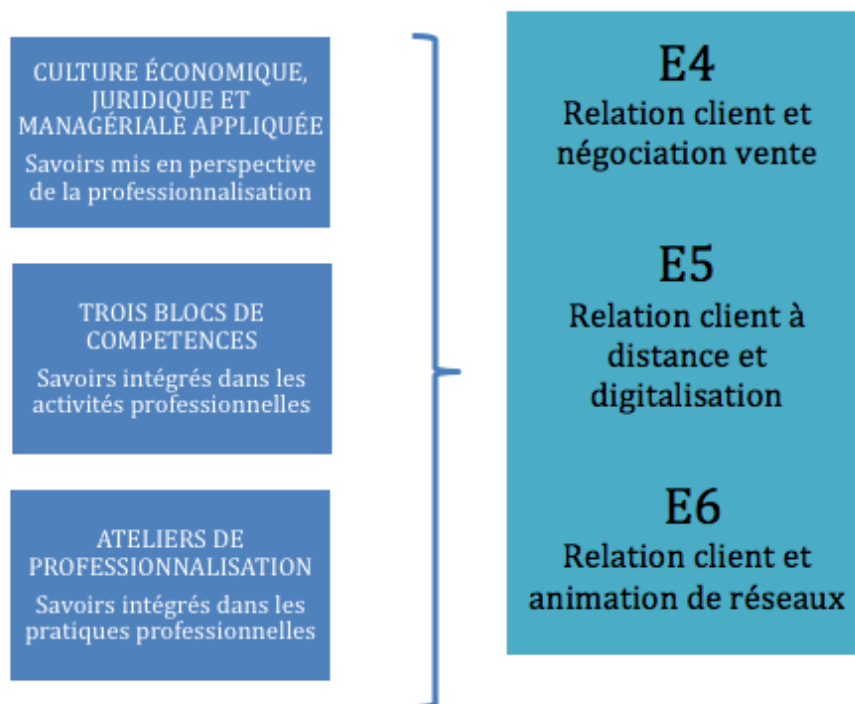 CULTURE ÉCONOMIQUE,
JURIDIQUE ET
MANAGÉRIALE APPLIQUÉE
Savoirs mis en perspective
de la professionnalisation
TROIS BLOCS DE
COMPETENCES
Savoirs intégrés dans les
activités professionnelles
ATELIERS DE
PROFESSIONNALISATION
Savoirs intégrés dans les
pratiques professionnelles
E4
Relation client et
négociation vente
E5
Relation client à
distance et
digitalisation
E6
Relation client et
animation de réseaux